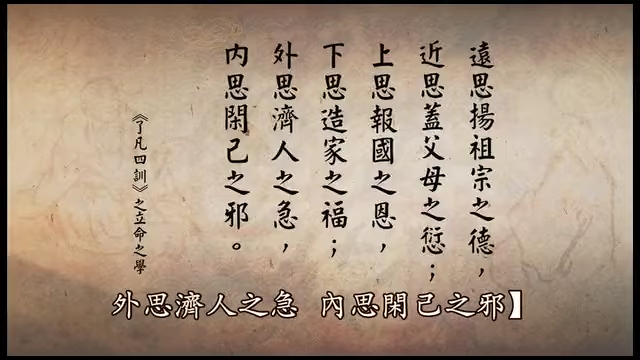 遠思揚祖宗之德，
近思蓋父母之愆；
上思報國之恩，
下思造家之福；
外思濟人之急，
內思閑己之邪。
《了凡四訓》之立命之學
外思濟人之急 內思閑己之邪】